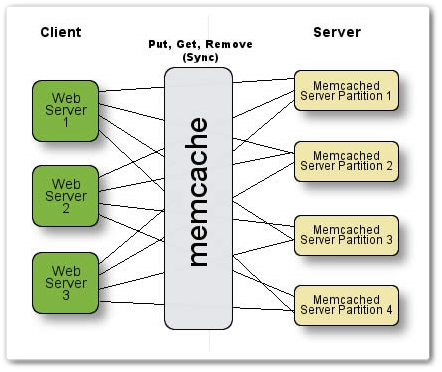 Client
Put, Get, Remove
(Sync)
Server
Web
Server
1
Web
Server
2
Web
Server
3
memcache
Memcached
Server Partition 1
Memcached
Server Partition 2
Memcached
Server Partition 3
Memcached
Server Partition 4